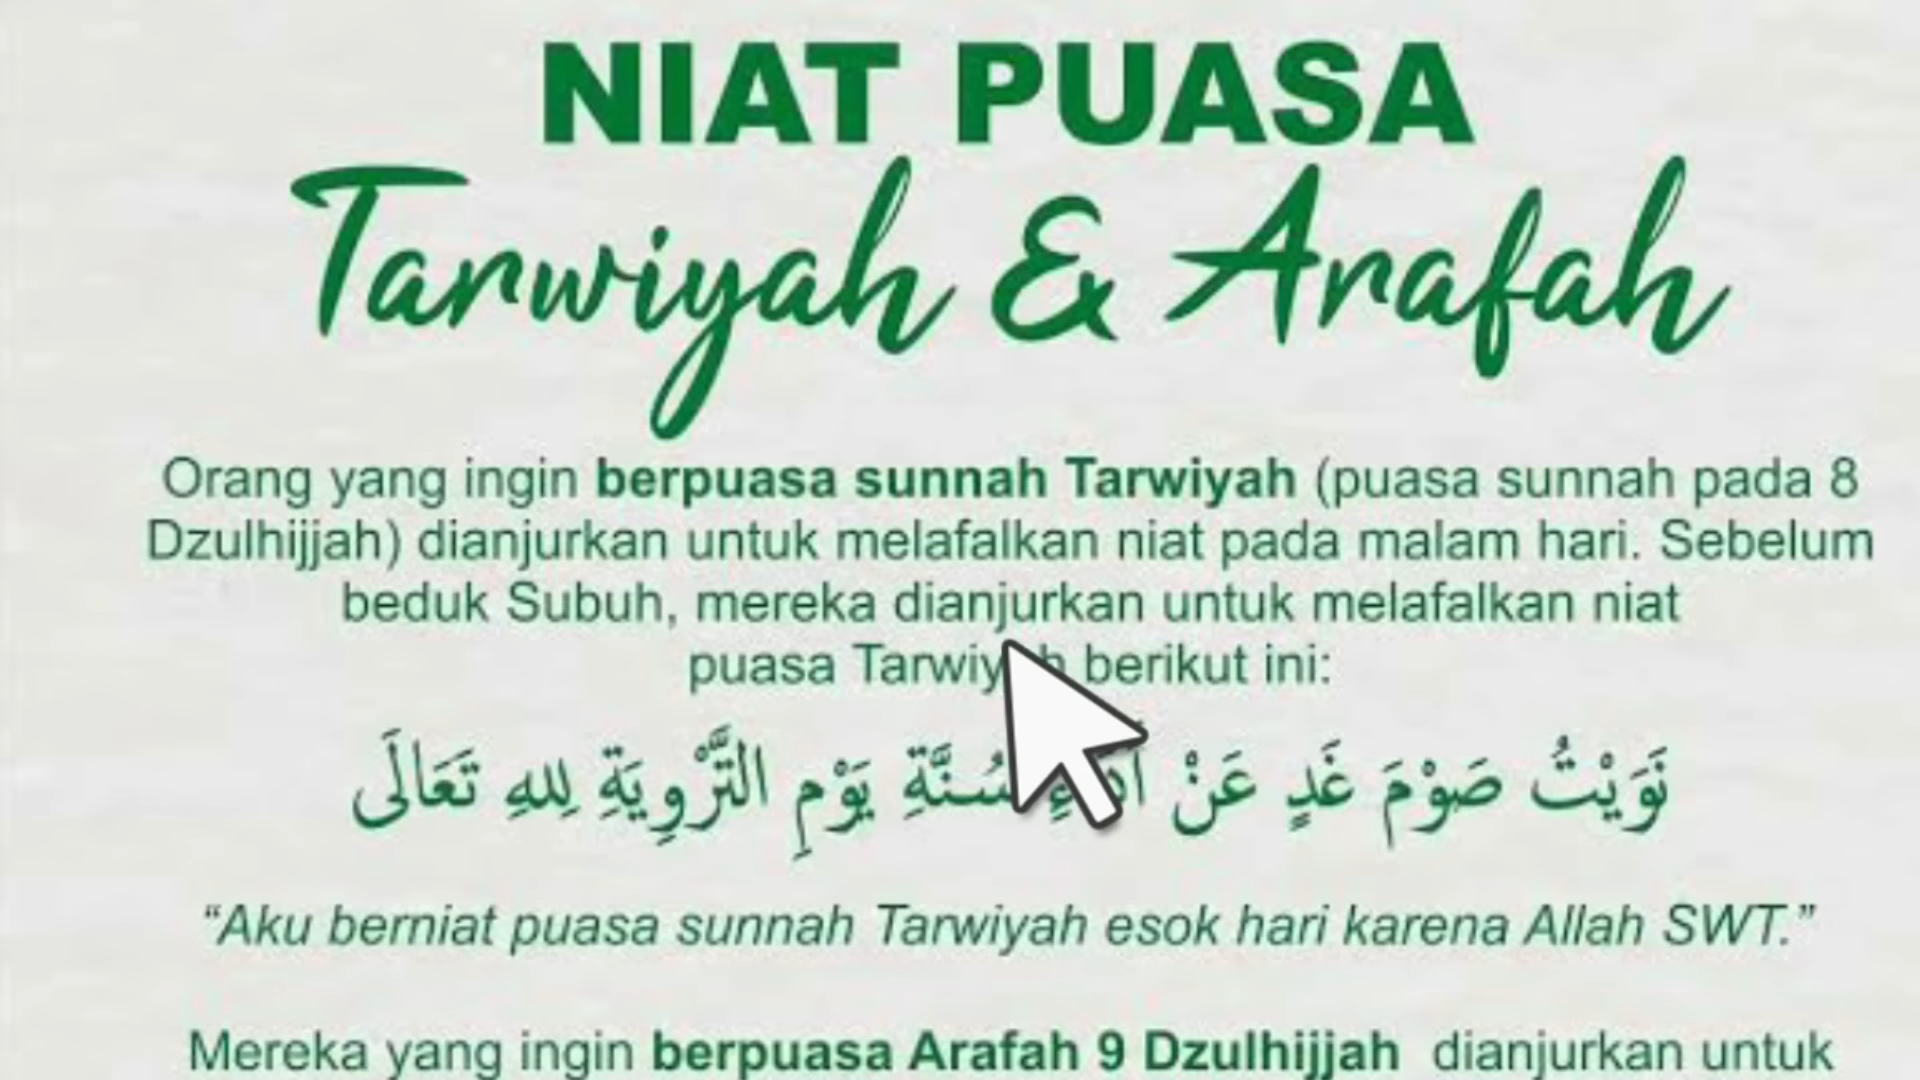 NIAT PUASA
Tarwiyah & Arafah
Orang yang ingin berpuasa sunnah Tarwiyah (puasa sunnah pada 8
Dzulhijjah) dianjurkan untuk melafalkan niat pada malam hari. Sebelum
beduk Subuh, mereka dianjurkan untuk melafalkan niat
puasa Tarwiyah berikut ini:
نَوَيْتُ صَوْمَ غَدٍ عَنْ أَدَاءِ سُنَّةِ يَوْمِ التَّرْوِيَةِ لِلهِ تَعَالَى
“Aku berniat puasa sunnah Tarwiyah esok hari karena Allah SWT.”
Mereka yang ingin berpuasa Arafah 9 Dzulhijjah dianjurkan untuk